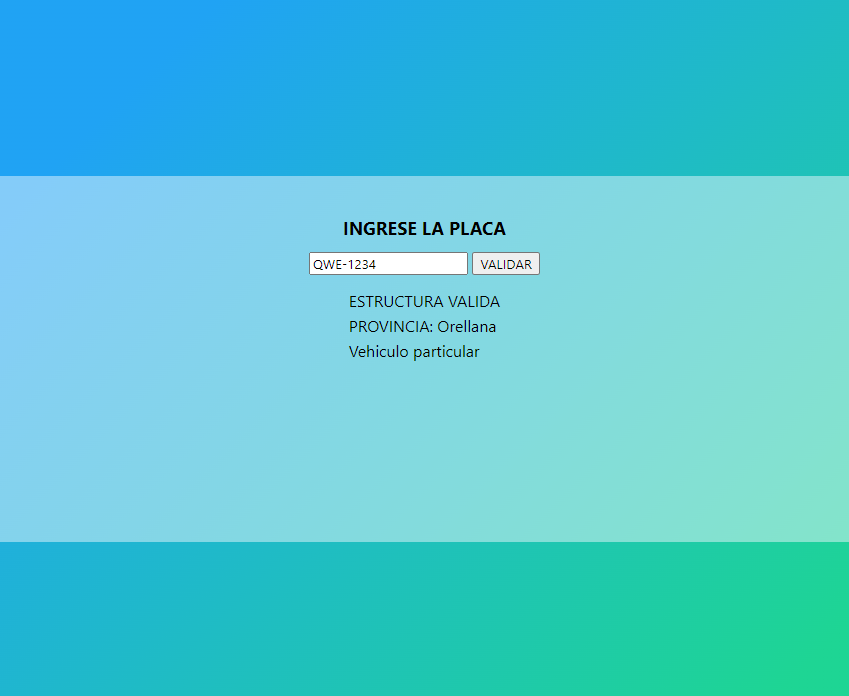 INGRESE LA PLACA
QWE-1234 VALIDAR
ESTRUCTURA VALIDA
PROVINCIA: Orellana
Vehiculo particular